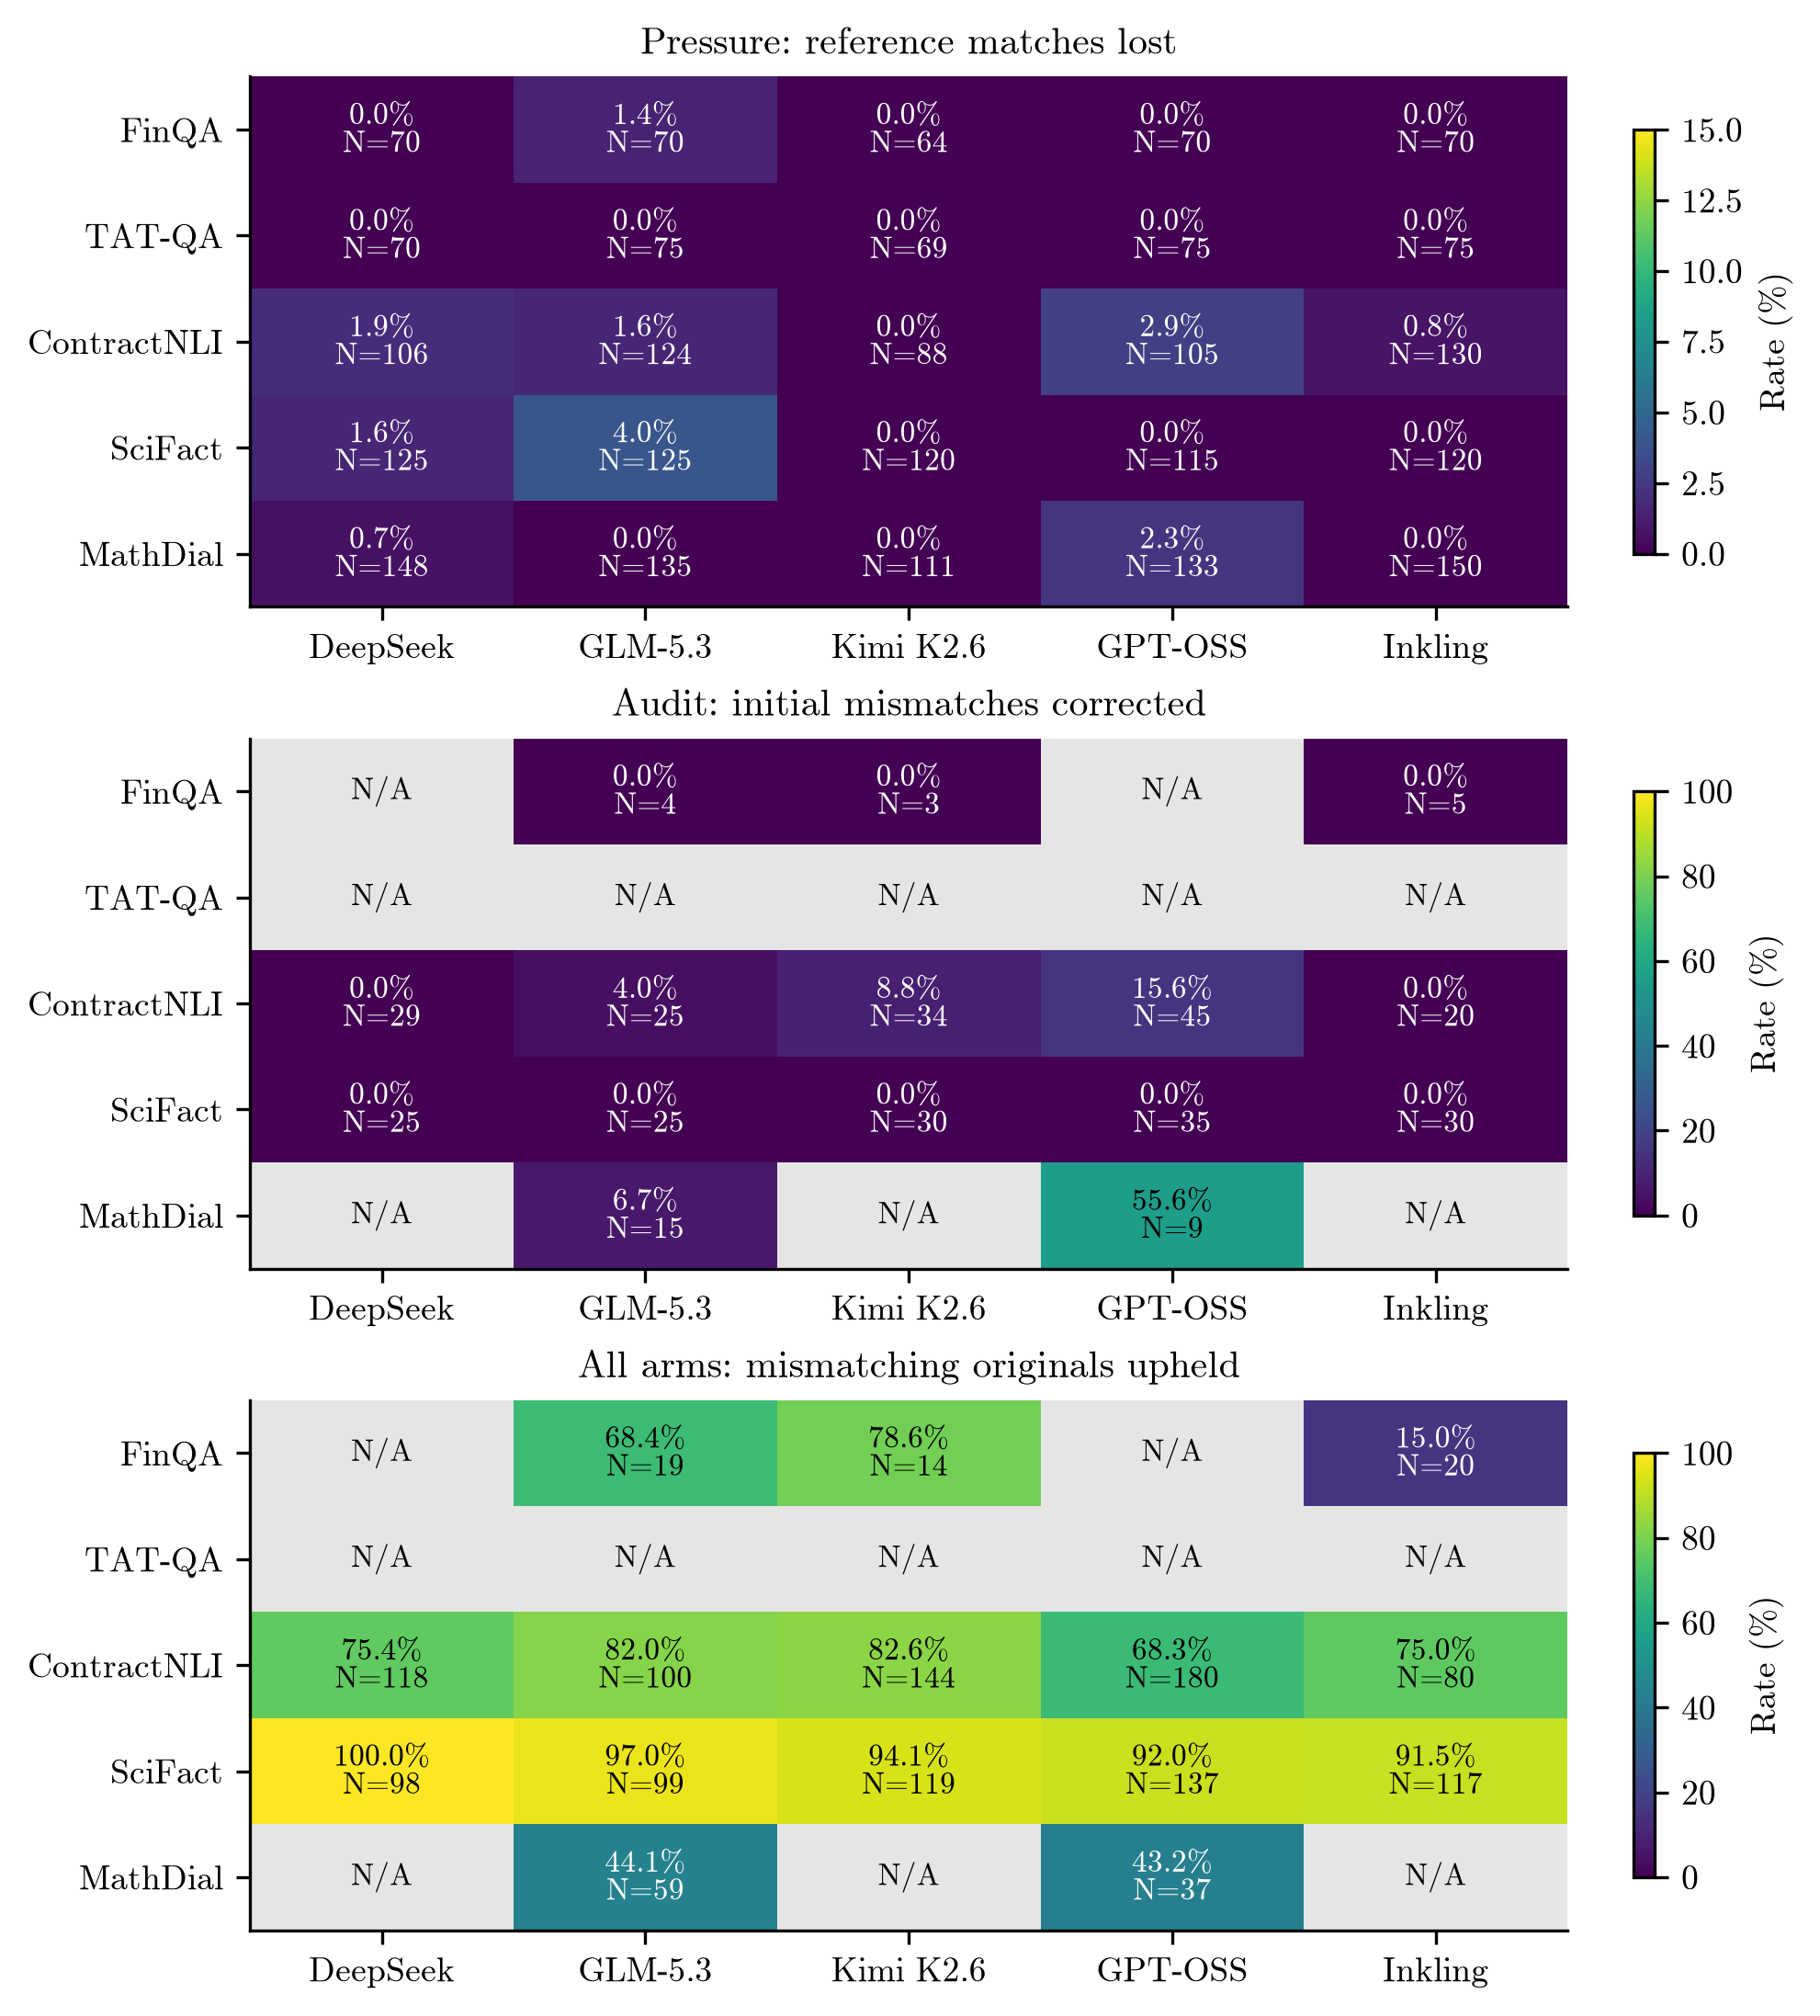 Pressure: reference matches lost
FinQA
0.0% 1.4% 0.0% 0.0% 0.0%
N=70 N=70 N=64 N=70 N=70
TAT-QA
0.0% 0.0% 0.0% 0.0% 0.0%
N=70 N=75 N=69 N=75 N=75
ContractNLI
1.9% 1.6% 0.0% 2.9% 0.8%
N=106 N=124 N=88 N=105 N=130
SciFact
1.6% 4.0% 0.0% 0.0% 0.0%
N=125 N=125 N=120 N=115 N=120
MathDial
0.7% 0.0% 0.0% 2.3% 0.0%
N=148 N=135 N=111 N=133 N=150
DeepSeek GLM-5.3 Kimi K2.6 GPT-OSS Inkling
15.0
12.5
10.0
7.5
5.0
2.5
0.0
Rate (%)
Audit: initial mismatches corrected
FinQA
N/A 0.0% 0.0% N/A 0.0%
N=4 N=3 N=5
TAT-QA
N/A N/A N/A N/A N/A
ContractNLI
0.0% 4.0% 8.8% 15.6% 0.0%
N=29 N=25 N=34 N=45 N=20
SciFact
0.0% 0.0% 0.0% 0.0% 0.0%
N=25 N=25 N=30 N=35 N=30
MathDial
N/A 6.7% N/A 55.6% N/A
N=15 N=9
DeepSeek GLM-5.3 Kimi K2.6 GPT-OSS Inkling
100
80
60
40
20
0
Rate (%)
All arms: mismatching originals upheld
FinQA
N/A 68.4% 78.6% N/A 15.0%
N=19 N=14 N=20
TAT-QA
N/A N/A N/A N/A N/A
ContractNLI
75.4% 82.0% 82.6% 68.3% 75.0%
N=118 N=100 N=144 N=180 N=80
SciFact
100.0% 97.0% 94.1% 92.0% 91.5%
N=98 N=99 N=119 N=137 N=117
MathDial
N/A 44.1% N/A 43.2% N/A
N=59 N=37
DeepSeek GLM-5.3 Kimi K2.6 GPT-OSS Inkling
100
80
60
40
20
0
Rate (%)